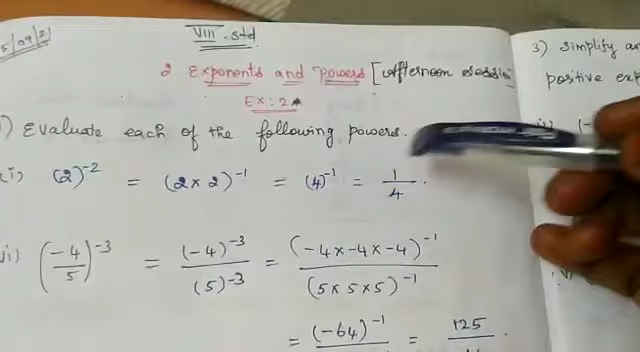 5/09/2
VIII - std
2 Exponents and Powers [Afternoon session
Ex: 2
1) Evaluate each of the following powers.
(i) (2)^-2 = (2 × 2)^-1 = (4)^-1 = 1/4 .
(-4/5)^-3 = (-4)^-3 / (5)^-3 = (-4 × -4 × -4)^-1 / (5 × 5 × 5)^-1
= (-64)^-1 = 125
3) Simplify
positive exp